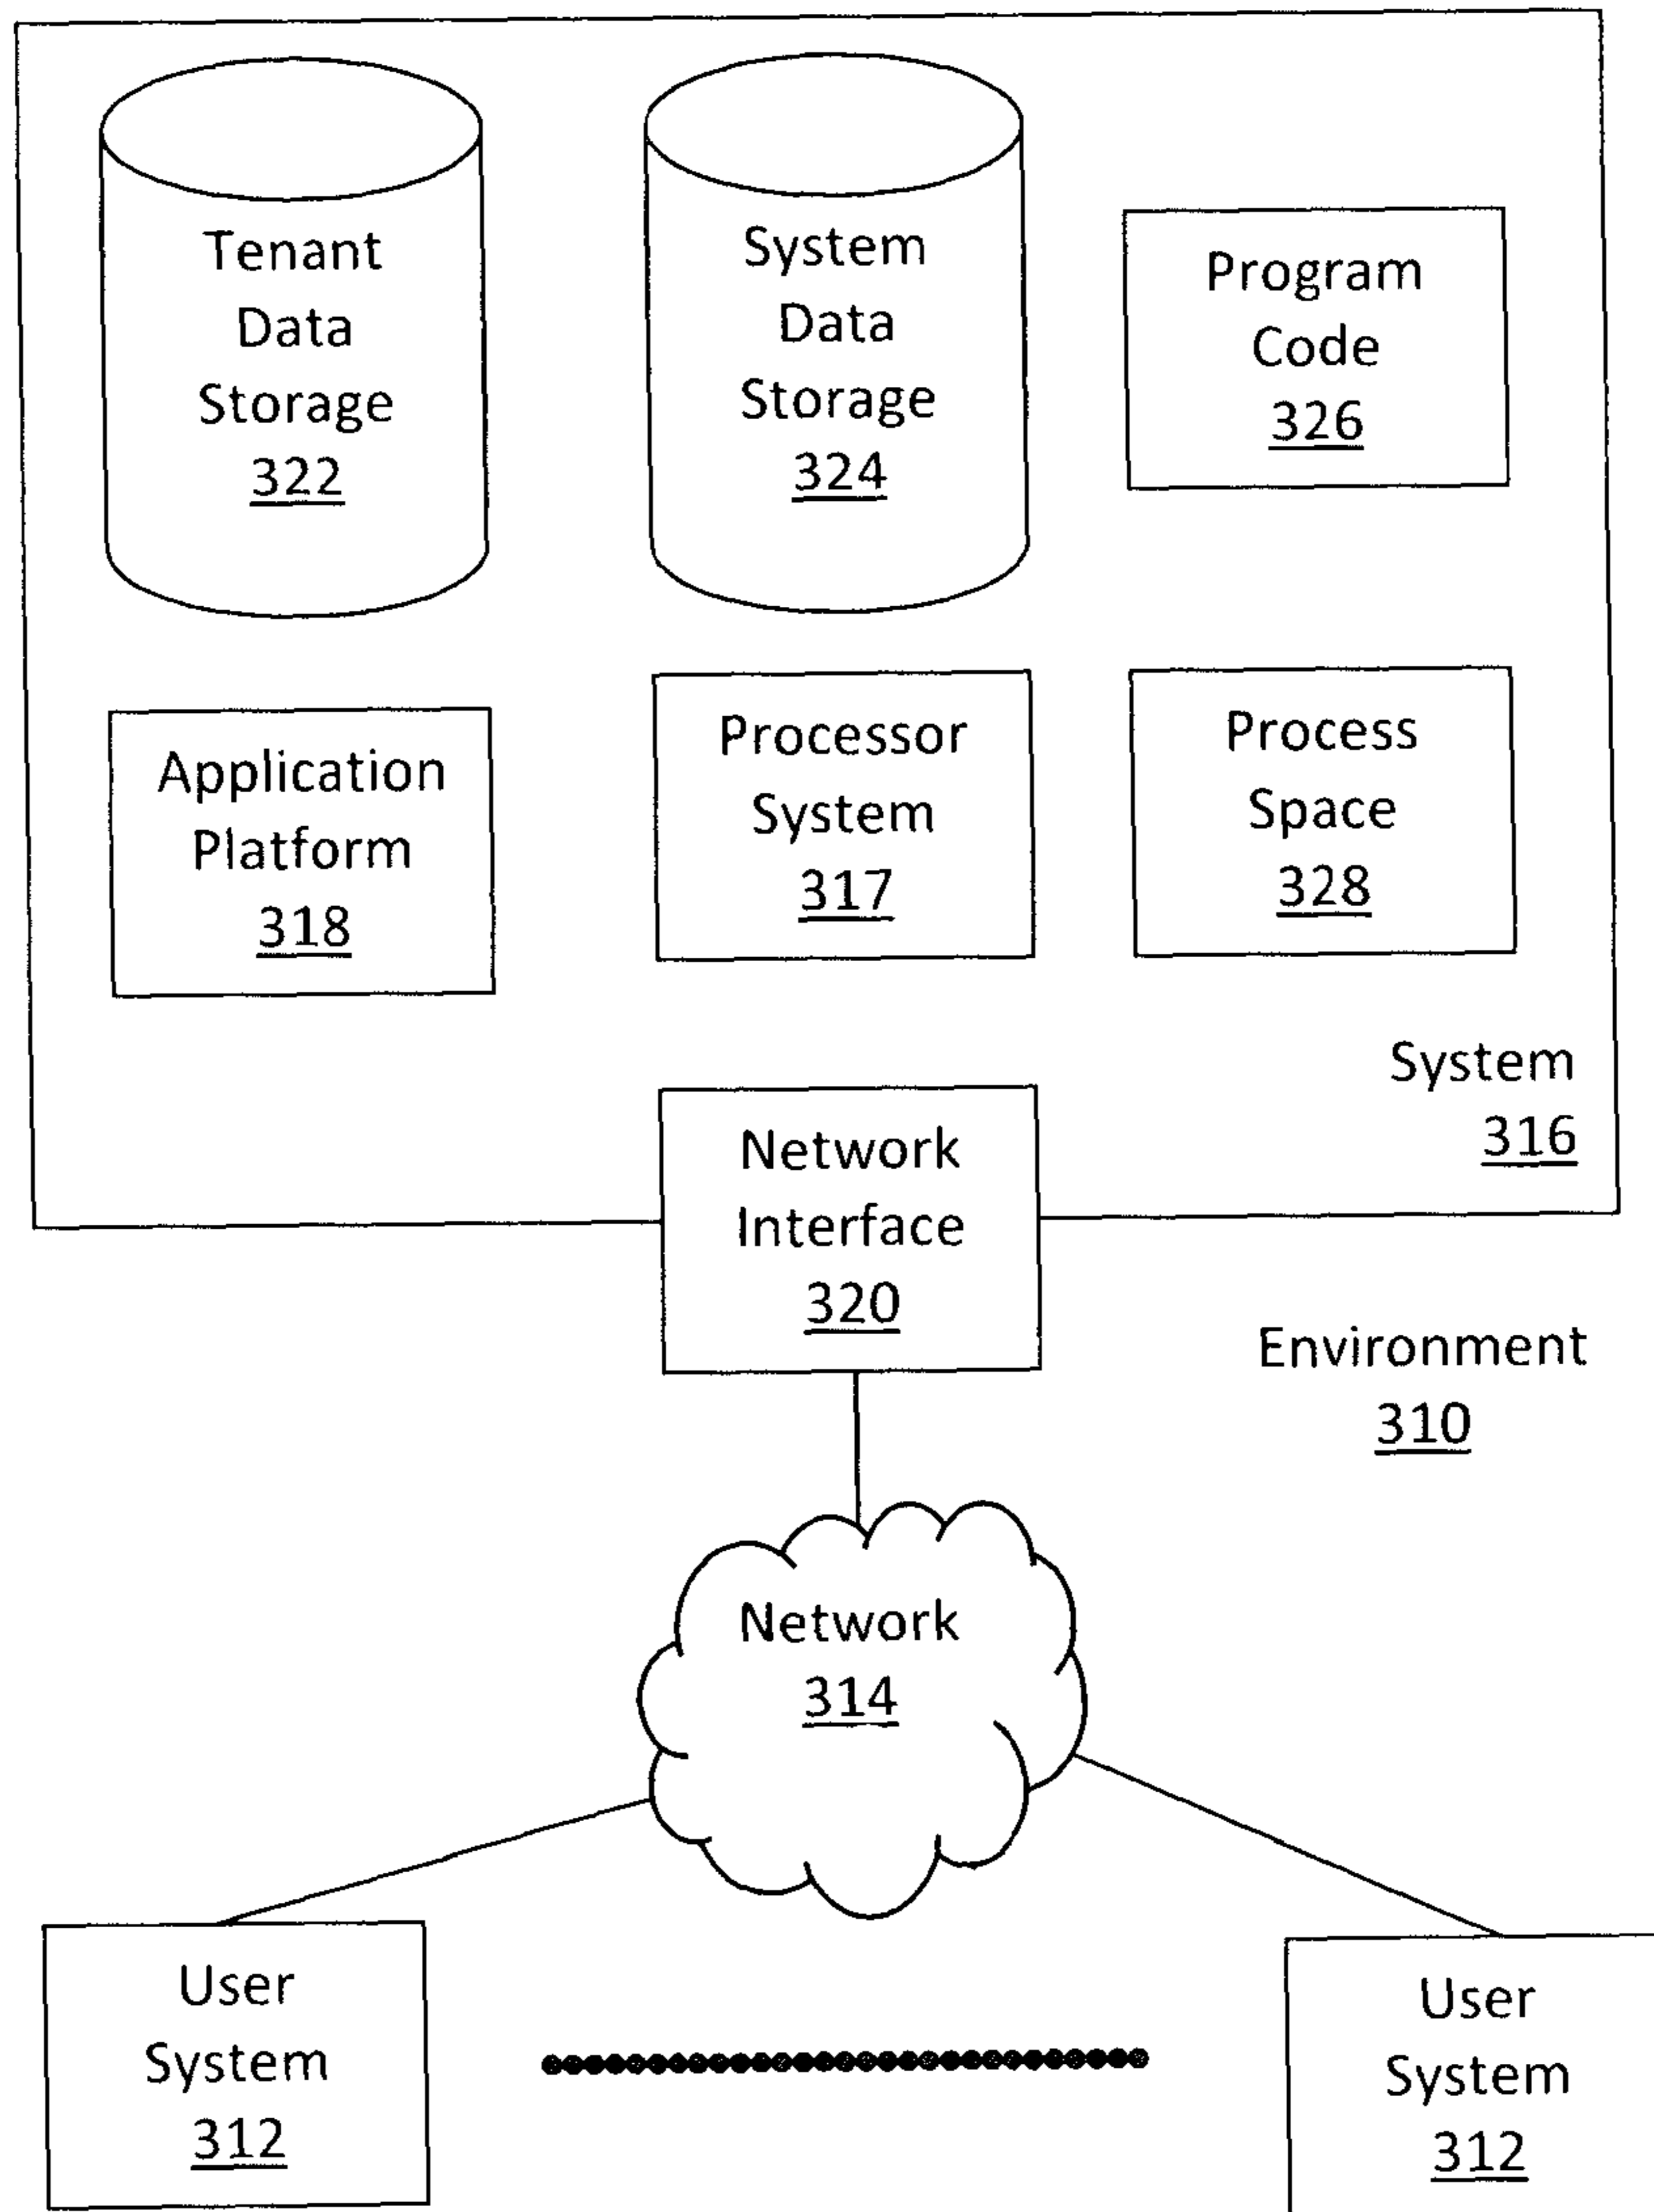 Tenant
Data
Storage
322
System
Data
Storage
324
Program
Code
326
Application
Platform
318
Processor
System
317
Process
Space
328
System
316
Network
Interface
320
Environment
310
Network
314
User
System
312
User
System
312